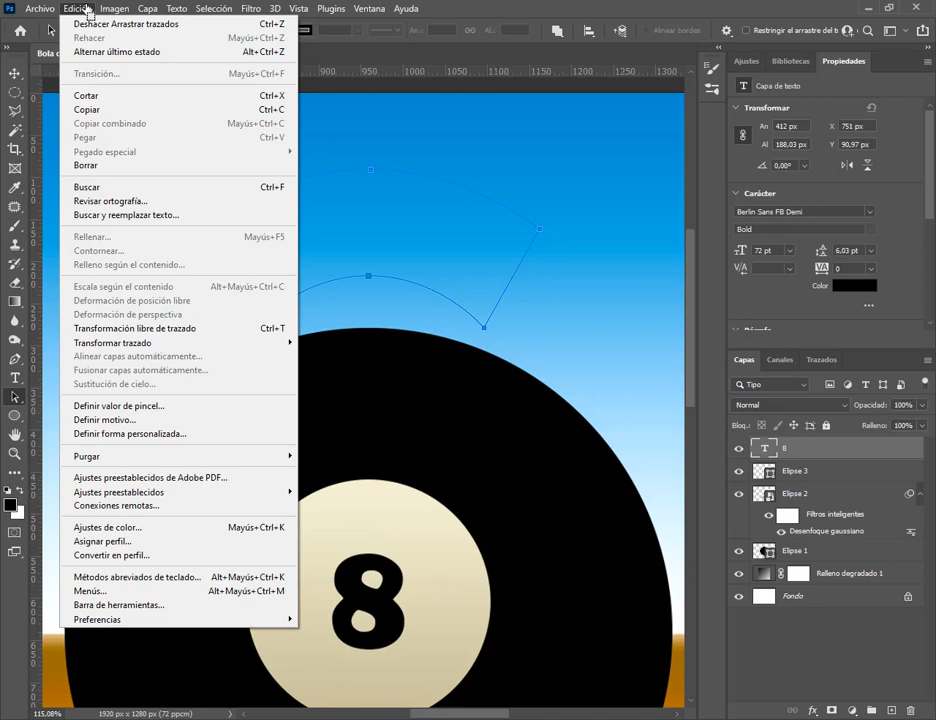 Ps Archivo Edición Imagen Capa Texto Selección Filtro 3D Vista Plugins Ventana Ayuda
Deshacer Arrastrar trazados Ctrl+Z
Rehacer Mayús+Ctrl+Z
Alternar último estado Alt+Ctrl+Z
Transición... Mayús+Ctrl+F
Cortar Ctrl+X
Copiar Ctrl+C
Copiar combinado Mayús+Ctrl+C
Pegar Ctrl+V
Pegado especial
Borrar
Buscar Ctrl+F
Revisar ortografía...
Buscar y reemplazar texto...
Rellenar... Mayús+F5
Contornear...
Relleno según el contenido...
Escala según el contenido Alt+Mayús+Ctrl+C
Deformación de posición libre
Deformación de perspectiva
Transformación libre de trazado Ctrl+T
Transformar trazado
Alinear capas automáticamente...
Fusionar capas automáticamente...
Sustitución de cielo...
Definir valor de pincel...
Definir motivo...
Definir forma personalizada...
Purgar
Ajustes preestablecidos de Adobe PDF...
Ajustes preestablecidos
Conexiones remotas...
Ajustes de color... Mayús+Ctrl+K
Asignar perfil...
Convertir en perfil...
Métodos abreviados de teclado... Alt+Mayús+Ctrl+K
Menús... Alt+Mayús+Ctrl+M
Barra de herramientas...
Preferencias
Alinear bordes
Restringir el arrastre del t
Bola d
900 950 1000 1050 1100 1150 1200 1250 1300
8
115.08% 1920 px x 1280 px (72 ppcm)
Ajustes Bibliotecas Propiedades
T Capa de texto
Transformar
An 412 px X 751 px
Al 188,03 px Y 90,97 px
0,00°
Carácter
Berlin Sans FB Demi
Bold
72 pt 6,03 pt
VA 0
Color
Capas Canales Trazados
Tipo
Normal Opacidad: 100%
Bloq.: Relleno: 100%
T 8
Elipse 3
Elipse 2
Filtros inteligentes
Desenfoque gaussiano
Elipse 1
Relleno degradado 1
Fondo